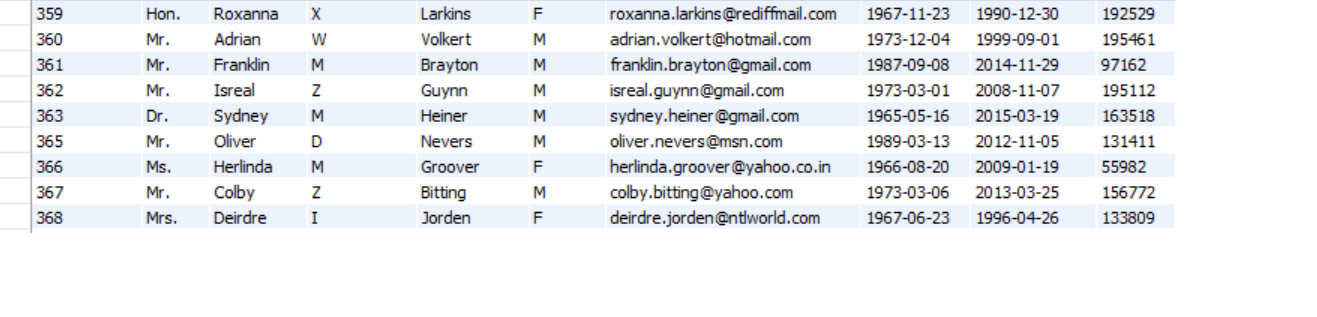 359 Hon. Roxanna X Larkins F roxanna.larkins@rediffmail.com 1967-11-23 1990-12-30 192529
360 Mr. Adrian W Volkert M adrian.volkert@hotmail.com 1973-12-04 1999-09-01 195461
361 Mr. Franklin M Brayton M franklin.brayton@gmail.com 1987-09-08 2014-11-29 97162
362 Mr. Isreal Z Guynn M isreal.guynn@gmail.com 1973-03-01 2008-11-07 195112
363 Dr. Sydney M Heiner M sydney.heiner@gmail.com 1965-05-16 2015-03-19 163518
365 Mr. Oliver D Nevers M oliver.nevers@msn.com 1989-03-13 2012-11-05 131411
366 Ms. Herlinda M Groover F herlinda.groover@yahoo.co.in 1966-08-20 2009-01-19 55982
367 Mr. Colby Z Bitting M colby.bitting@yahoo.com 1973-03-06 2013-03-25 156772
368 Mrs. Deirdre I Jorden F deirdre.jorden@ntlworld.com 1967-06-23 1996-04-26 133809